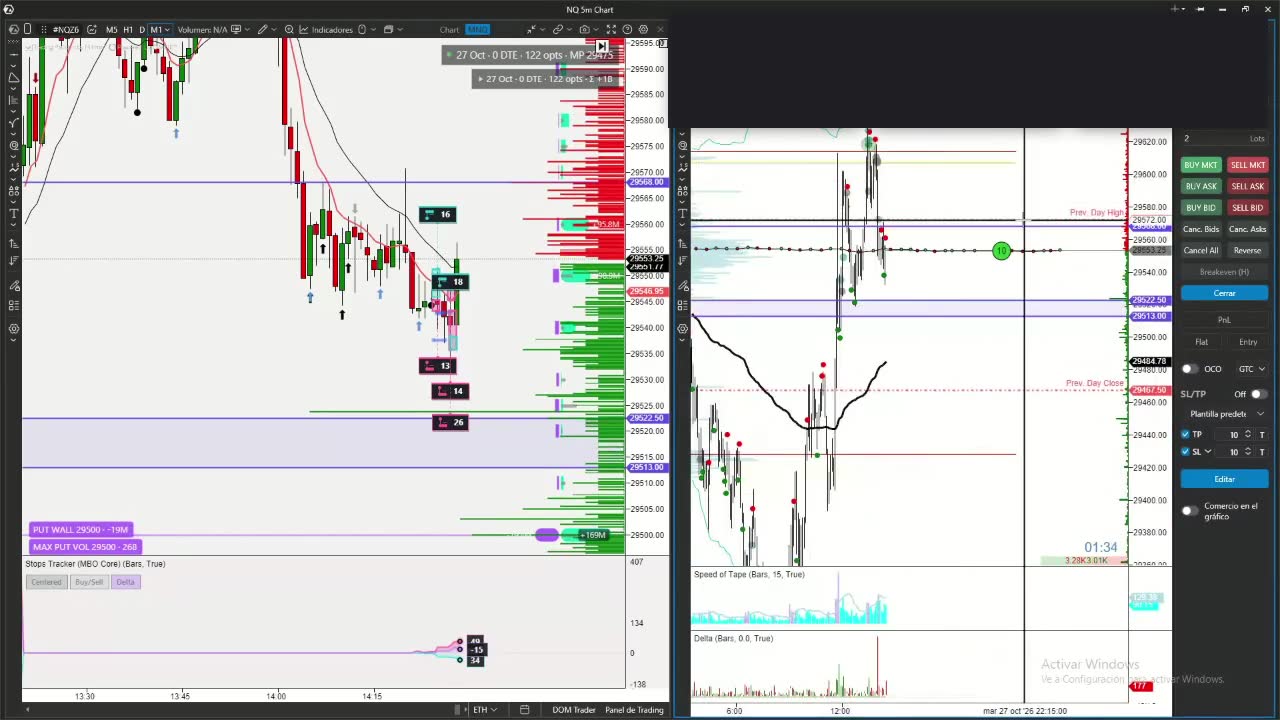 NQ 5m Chart
#NQZ6 M5 H1 D M1 Volumen: N/A Indicadores Chart MNQ
27 Oct · 0 DTE · 122 opts · MP 29475
27 Oct · 0 DTE · 122 opts · Σ +1B
29595.00
29590.00
29585.00
29580.00
29575.00
29570.00
29568.00
29560.00
29555.00
29553.25
29551.77
29550.00
29546.95
29545.00
29540.00
29535.00
29530.00
29525.00
29522.50
29520.00
29515.00
29513.00
29510.00
29505.00
29500.00
16
18
13
14
26
+169M
PUT WALL 29500 · -19M
MAX PUT VOL 29500 · 268
Stops Tracker (MBO Core) (Bars, True)
Centered Buy/Sell Delta
407
134
0
-138
49
-15
34
13:30 13:45 14:00 14:15
ETH DOM Trader Panel de Trading
29620.00
29600.00
Prev. Day High
29572.00
29560.00
10
29540.00
29522.50
29513.00
29500.00
29484.78
29480.00
Prev. Day Close
29467.50
29460.00
29440.00
29420.00
29400.00
29380.00
29360.00
01:34
3.28K3.01K
Speed of Tape (Bars, 15, True)
129.38
Delta (Bars, 0.0, True)
177
6:00 12:00 mar 27 oct '26 22:15:00
2 Lots
BUY MKT SELL MKT
BUY ASK SELL ASK
BUY BID SELL BID
Canc. Bids Canc. Asks
Cancel All Reverse
Breakeven (H)
Cerrar
PnL
Flat Entry
OCO GTC
SL/TP Off
Plantilla predete
TP 10 T
SL 10 T
Editar
Comercio en el
gráfico
Activar Windows
Ve a Configuración para activar Windows.